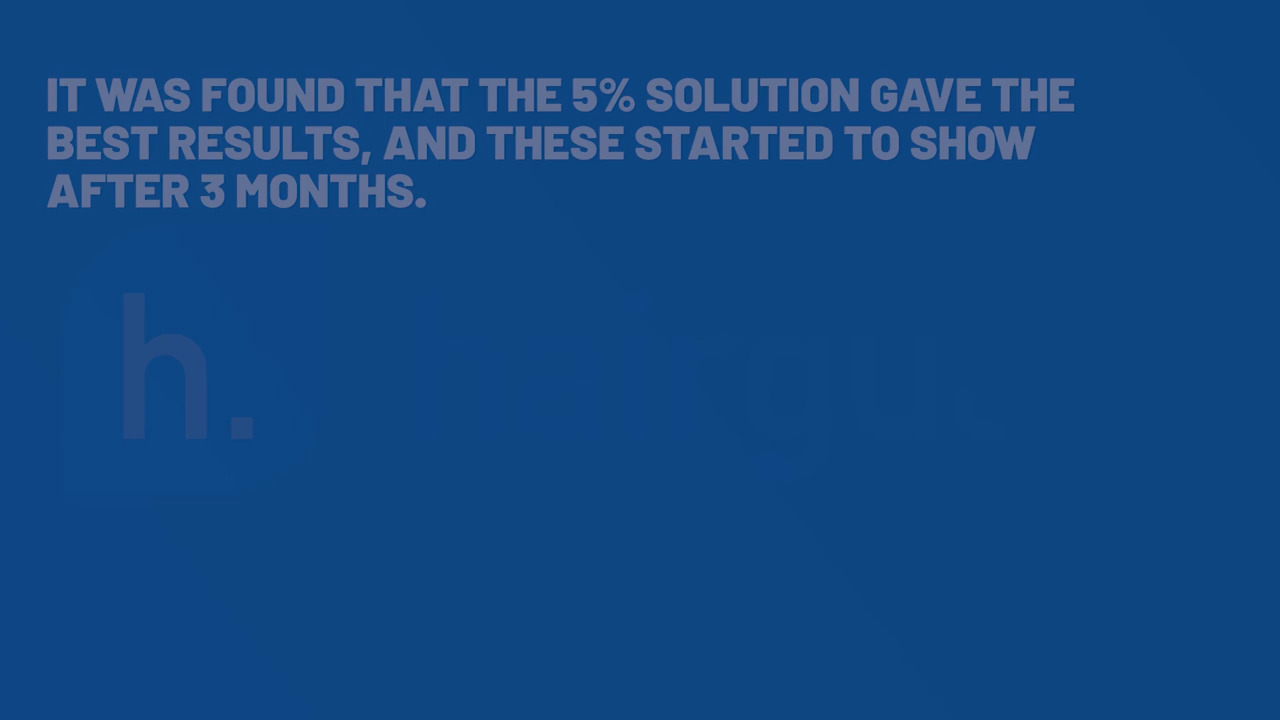 IT WAS FOUND THAT THE 5% SOLUTION GAVE THE
BEST RESULTS, AND THESE STARTED TO SHOW
AFTER 3 MONTHS.
h.